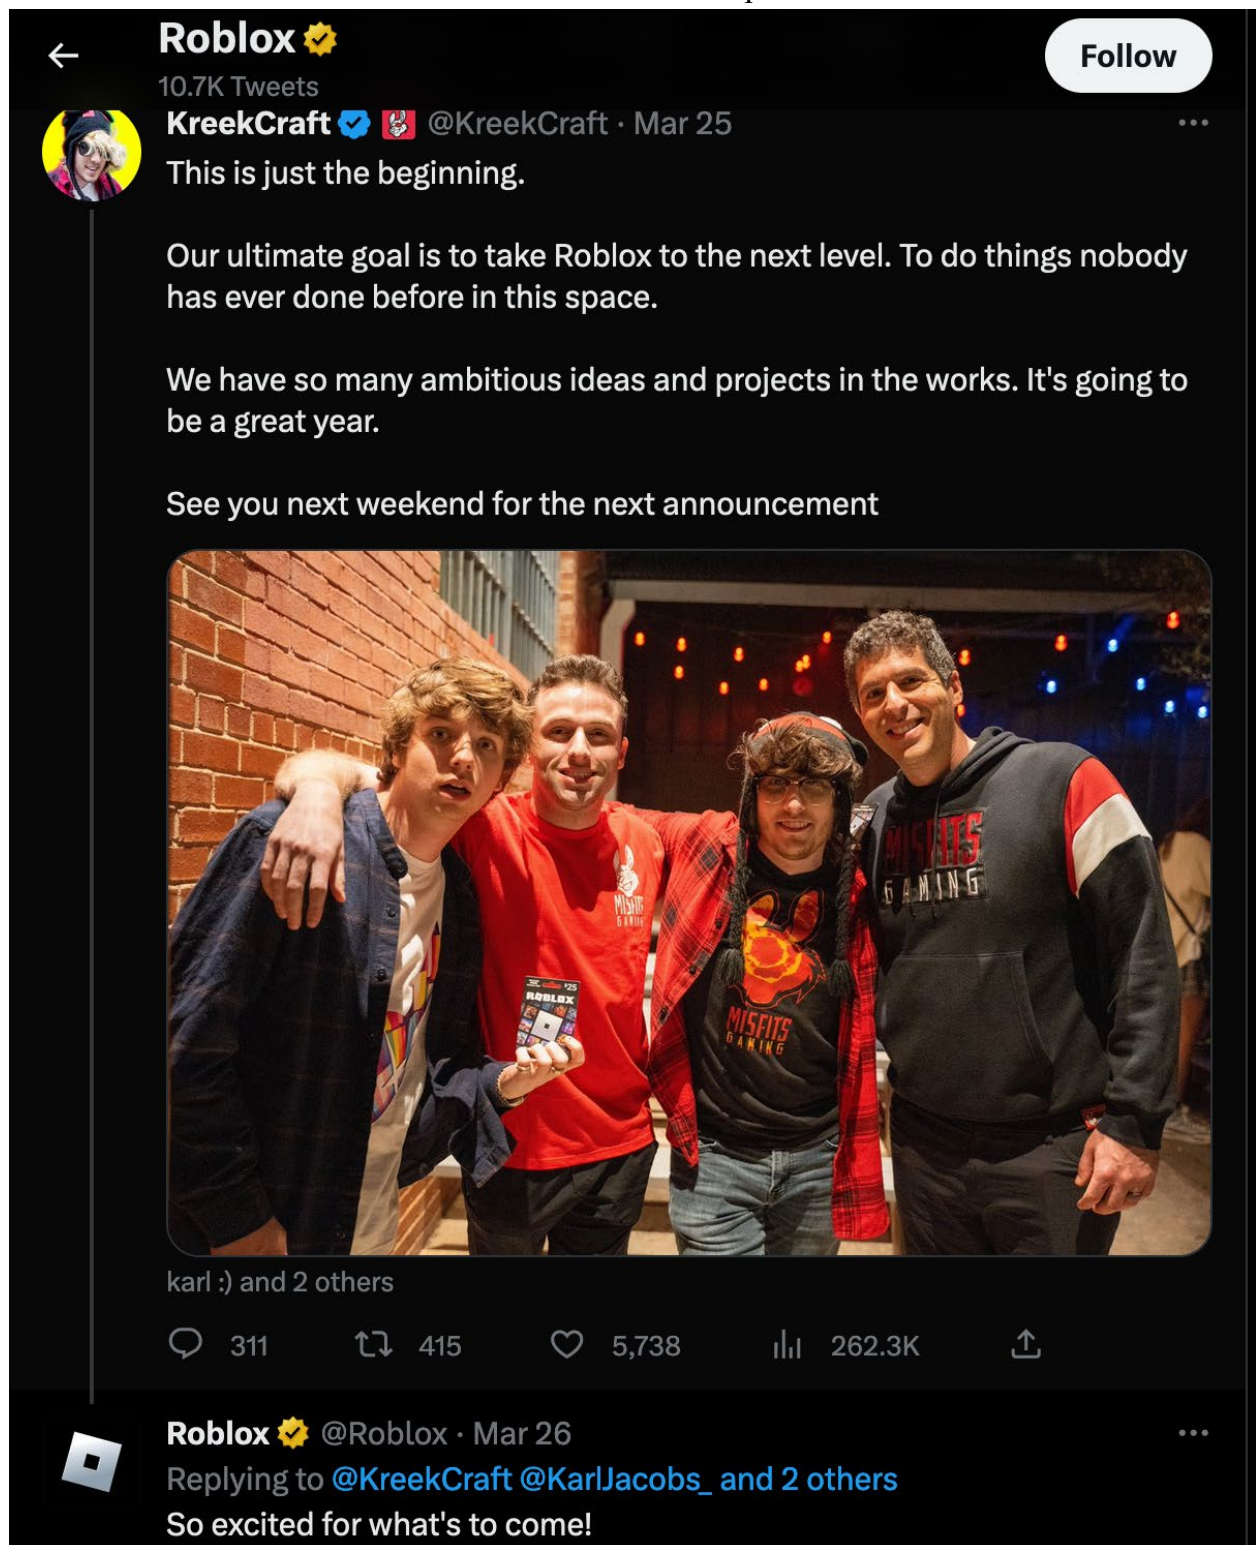 Roblox
10.7K Tweets
Follow
KreekCraft @KreekCraft · Mar 25
This is just the beginning.
Our ultimate goal is to take Roblox to the next level. To do things nobody
has ever done before in this space.
We have so many ambitious ideas and projects in the works. It's going to
be a great year.
See you next weekend for the next announcement
MISFITS
GAMING
$25
ROBLOX
MISFITS
GAMING
MISFITS
GAMING
karl :) and 2 others
311 415 5,738 262.3K
Roblox @Roblox · Mar 26
Replying to @KreekCraft @KarlJacobs_ and 2 others
So excited for what's to come!